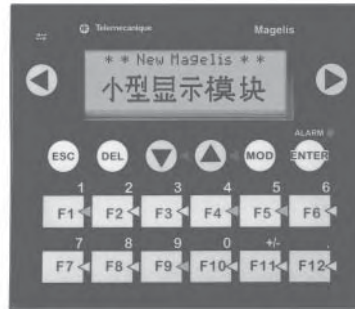 Telemecanique Magelis
* * New Magelis * *
小型显示模块
ALARM
ESC DEL MOD ENTER
1 2 3 4 5 6
F1 F2 F3 F4 F5 F6
7 8 9 0 +/- .
F7 F8 F9 F10 F11 F12